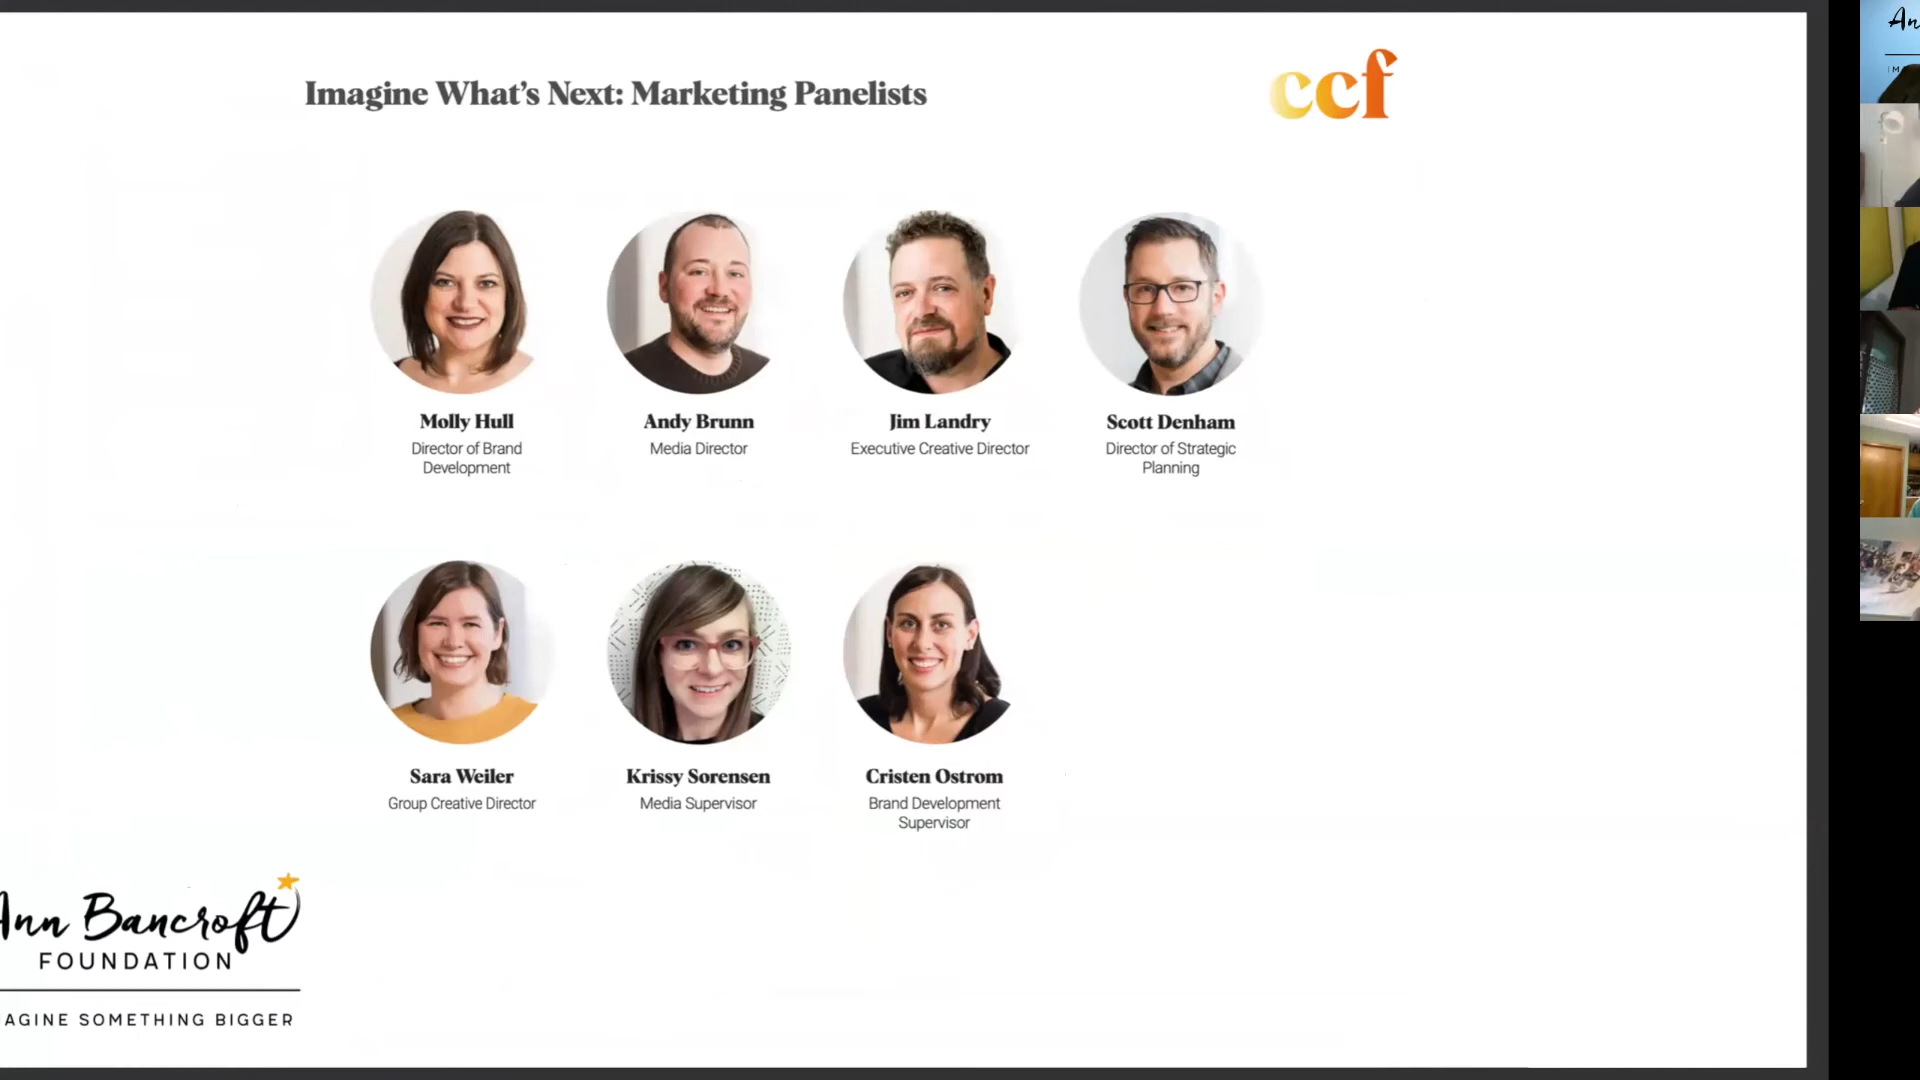 Imagine What's Next: Marketing Panelists
ccf
Molly Hull
Director of Brand
Development
Andy Brunn
Media Director
Jim Landry
Executive Creative Director
Scott Denham
Director of Strategic
Planning
Sara Weiler
Group Creative Director
Krissy Sorensen
Media Supervisor
Cristen Ostrom
Brand Development
Supervisor
Ann Bancroft
FOUNDATION
AGINE SOMETHING BIGGER
An